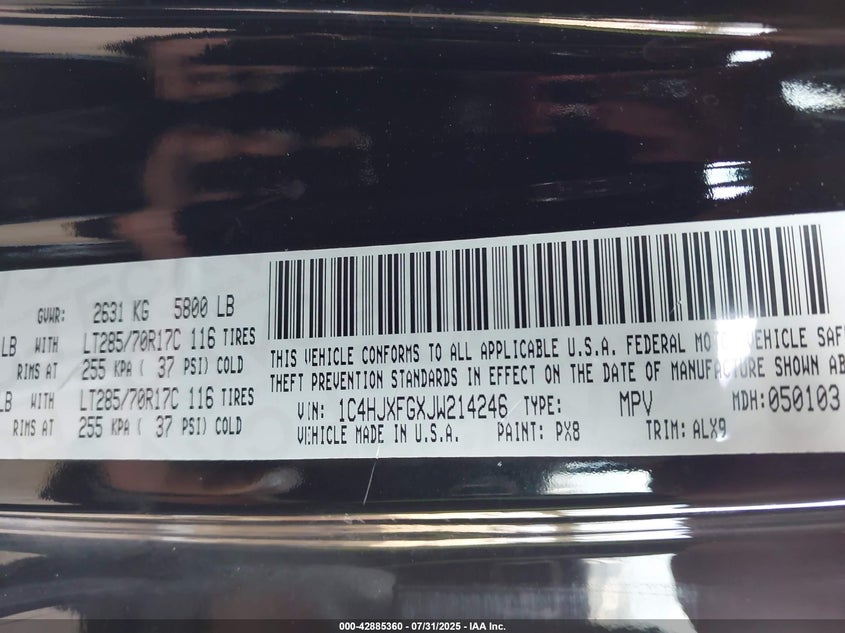 GVWR: 2631 KG 5800 LB
LB WITH LT285/70R17C 116 TIRES
RIMS AT 255 KPA ( 37 PSI) COLD
LB WITH LT285/70R17C 116 TIRES
RIMS AT 255 KPA ( 37 PSI) COLD
THIS VEHICLE CONFORMS TO ALL APPLICABLE U.S.A. FEDERAL MOTOR VEHICLE SAFE
THEFT PREVENTION STANDARDS IN EFFECT ON THE DATE OF MANUFACTURE SHOWN AB
VIN: 1C4HJXFGXJW214246 TYPE: MPV MDH: 050103
VEHICLE MADE IN U.S.A. PAINT: PX8 TRIM: ALX9
000-42885360 - 07/31/2025 - IAA Inc.